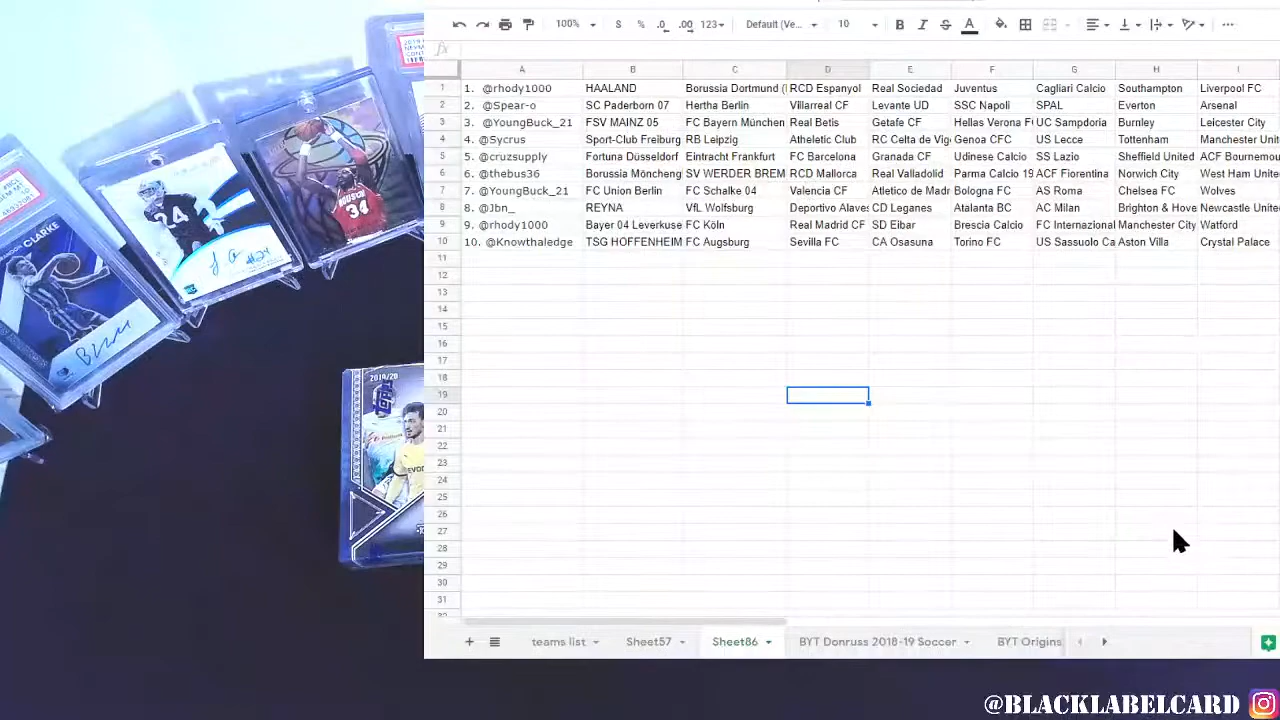 100% $ % .0 .00 123 Default (Ve... B I S A
A B C E F G H I
1 1. @rhody1000 HAALAND Borussia Dortmund ( RCD Espanyol Real Sociedad Juventus Cagliari Calcio Southampton Liverpool FC
2 2. @Spear-o SC Paderborn 07 Hertha Berlin Villarreal CF Levante UD SSC Napoli SPAL Everton Arsenal
3 3. @YoungBuck_21 FSV MAINZ 05 FC Bayern München Real Betis Getafe CF Hellas Verona F UC Sampdoria Burnley Leicester City
4 4. @Sycrus Sport-Club Freiburg RB Leipzig Atheletic Club RC Celta de Vig Genoa CFC US Lecce Tottenham Manchester Unit
5 5. @cruzsupply Fortuna Düsseldorf Eintracht Frankfurt FC Barcelona Granada CF Udinese Calcio SS Lazio Sheffield United ACF Bournemou
6 6. @thebus36 Borussia Möncheng SV WERDER BREM RCD Mallorca Real Valladolid Parma Calcio 19 ACF Fiorentina Norwich City West Ham Unite
7 7. @YoungBuck_21 FC Union Berlin FC Schalke 04 Valencia CF Atletico de Madr Bologna FC AS Roma Chelsea FC Wolves
8 8. @Jbn_ REYNA VfL Wolfsburg Deportivo Alaves CD Leganes Atalanta BC AC Milan Brighton & Hove Newcastle Unite
9 9. @rhody1000 Bayer 04 Leverkuse FC Köln Real Madrid CF SD Eibar Brescia Calcio FC Internazional Manchester City Watford
10 10. @Knowthaledge TSG HOFFENHEIM FC Augsburg Sevilla FC CA Osasuna Torino FC US Sassuolo Ca Aston Villa Crystal Palace
11
12
13
14
15
16
17
18
19
20
21
22
23
24
25
26
27
28
29
30
31
teams list Sheet57 Sheet86 BYT Donruss 2018-19 Soccer BYT Origins
CLARKE
24
#24
34
2019/20
@BLACKLABELCARD